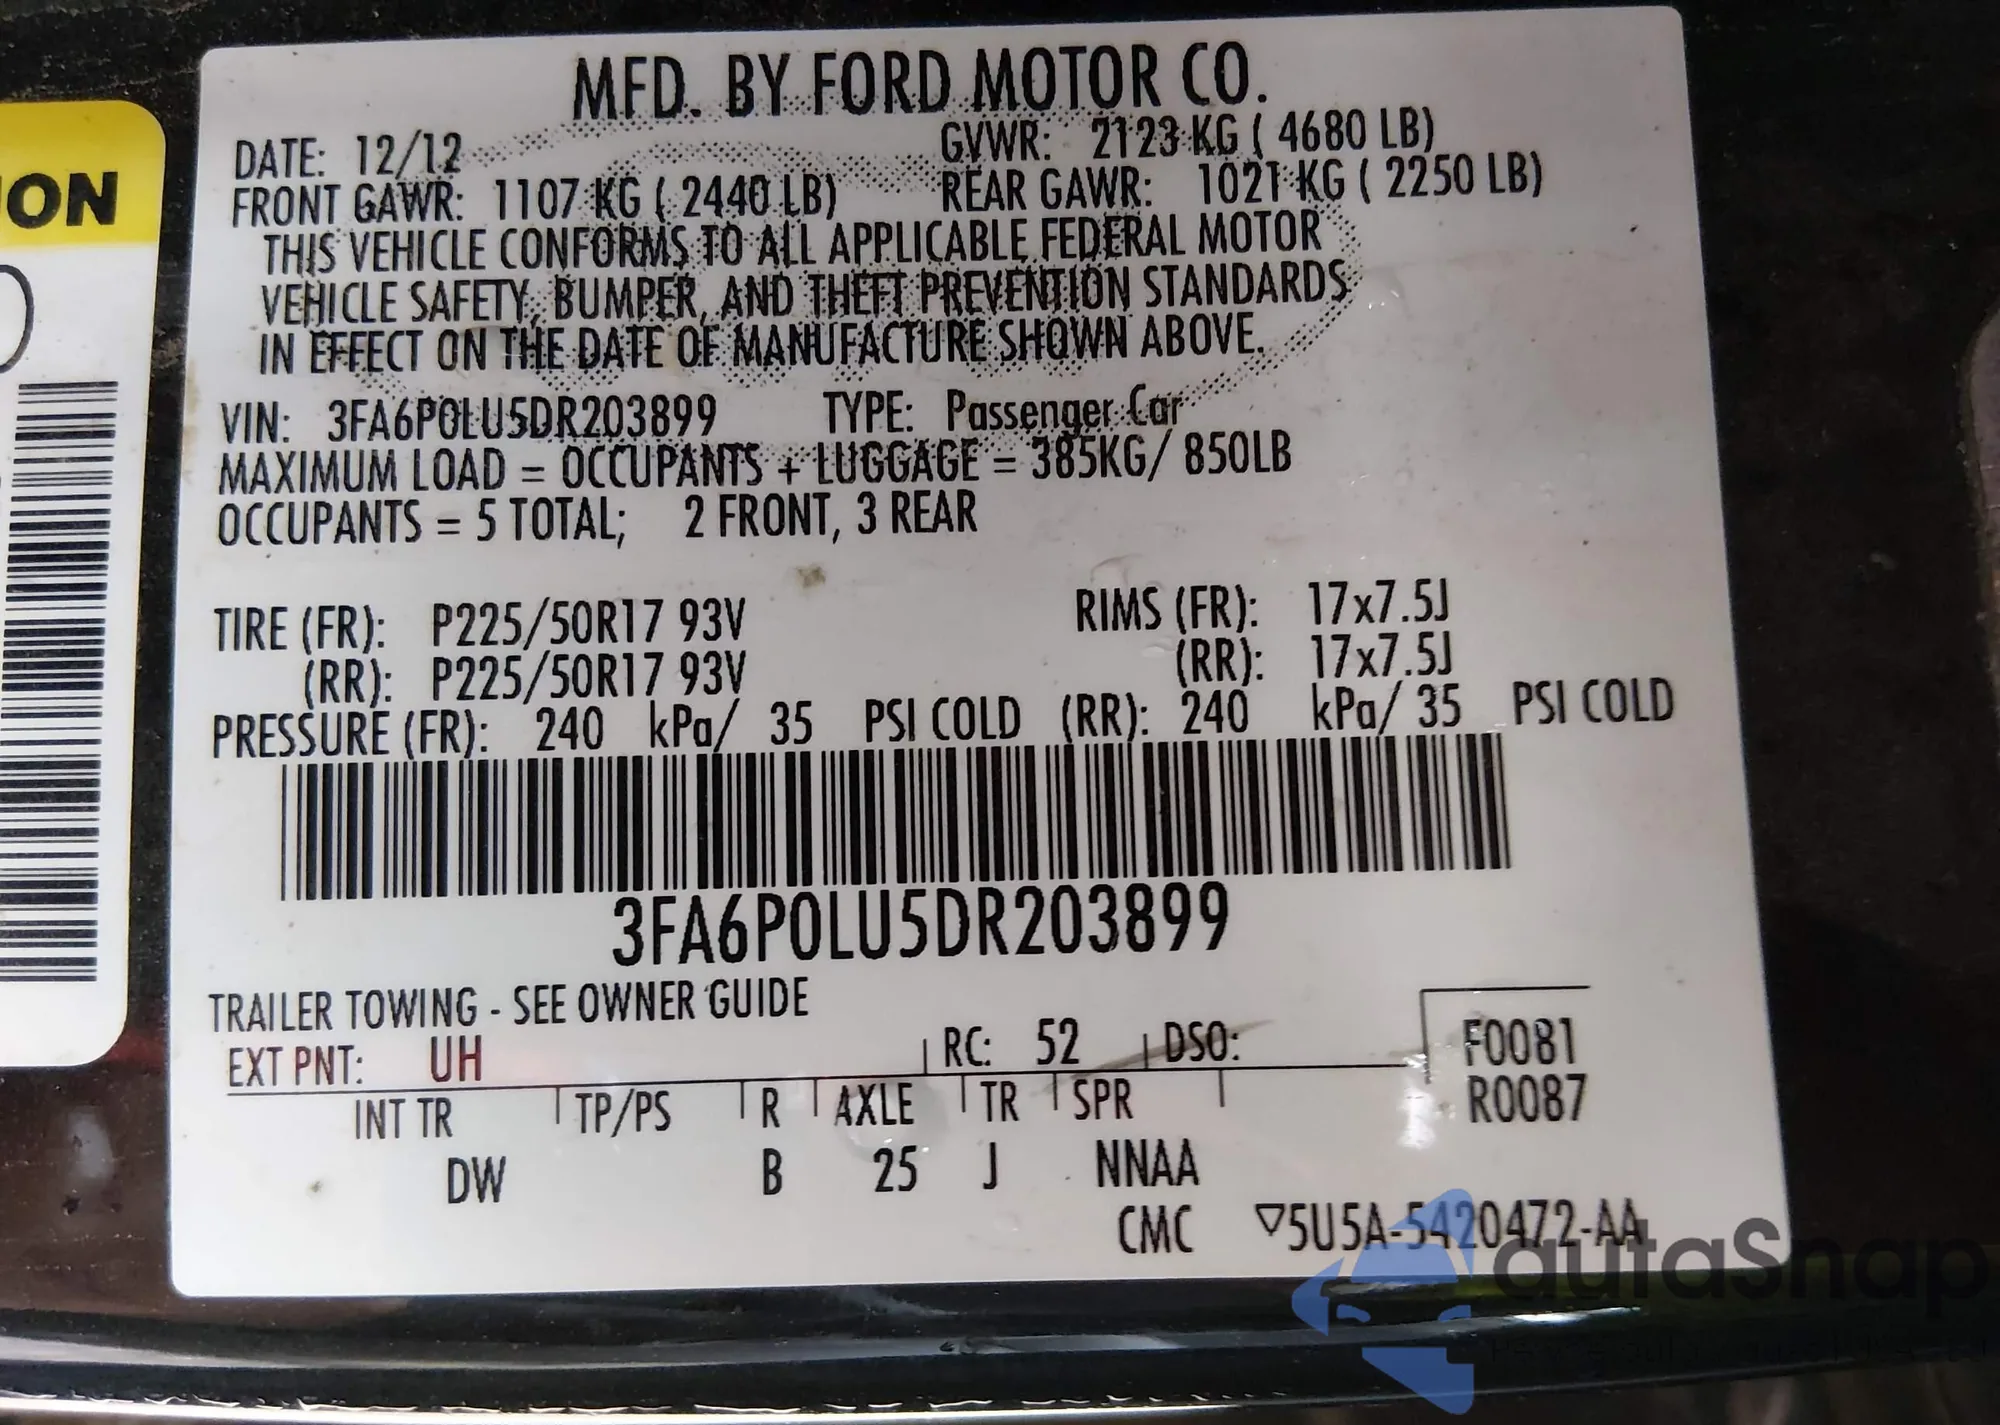 MFD. BY FORD MOTOR CO.
DATE: 12/12 GVWR: 2123 KG ( 4680 LB)
FRONT GAWR: 1107 KG ( 2440 LB) REAR GAWR: 1021 KG ( 2250 LB)
THIS VEHICLE CONFORMS TO ALL APPLICABLE FEDERAL MOTOR
VEHICLE SAFETY, BUMPER, AND THEFT PREVENTION STANDARDS
IN EFFECT ON THE DATE OF MANUFACTURE SHOWN ABOVE.
VIN: 3FA6P0LU5DR203899 TYPE: Passenger Car
MAXIMUM LOAD = OCCUPANTS + LUGGAGE = 385KG/ 850LB
OCCUPANTS = 5 TOTAL; 2 FRONT, 3 REAR
TIRE (FR): P225/50R17 93V RIMS (FR): 17x7.5J
(RR): P225/50R17 93V (RR): 17x7.5J
PRESSURE (FR): 240 kPa/ 35 PSI COLD (RR): 240 kPa/ 35 PSI COLD
3FA6P0LU5DR203899
TRAILER TOWING - SEE OWNER GUIDE
EXT PNT: UH RC: 52 DSO: F0081
INT TR TP/PS R AXLE TR SPR R0087
DW B 25 J NNAA
CMC ▽5U5A-5420472-AA
ION
autaSnap